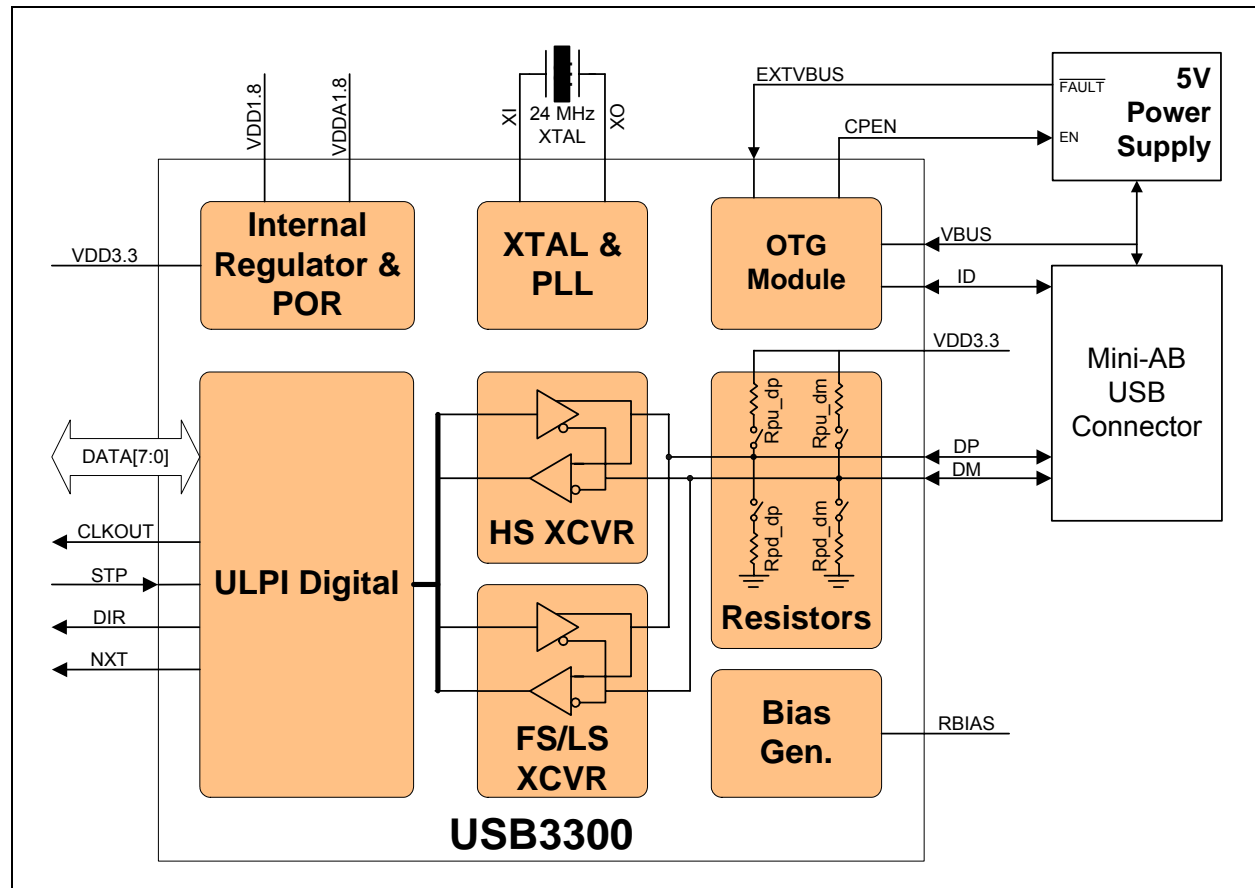 VDD1.8
VDDA1.8
XI
24 MHz
XTAL
XO
EXTVBUS
CPEN
FAULT
EN
5V
Power
Supply
VDD3.3
Internal
Regulator &
POR
XTAL &
PLL
OTG
Module
VBUS
ID
VDD3.3
Mini-AB
USB
Connector
DATA[7:0]
CLKOUT
STP
DIR
NXT
ULPI Digital
HS XCVR
FS/LS
XCVR
Rpu_dp
Rpu_dm
Rpd_dp
Rpd_dm
Resistors
DP
DM
Bias
Gen.
RBIAS
USB3300